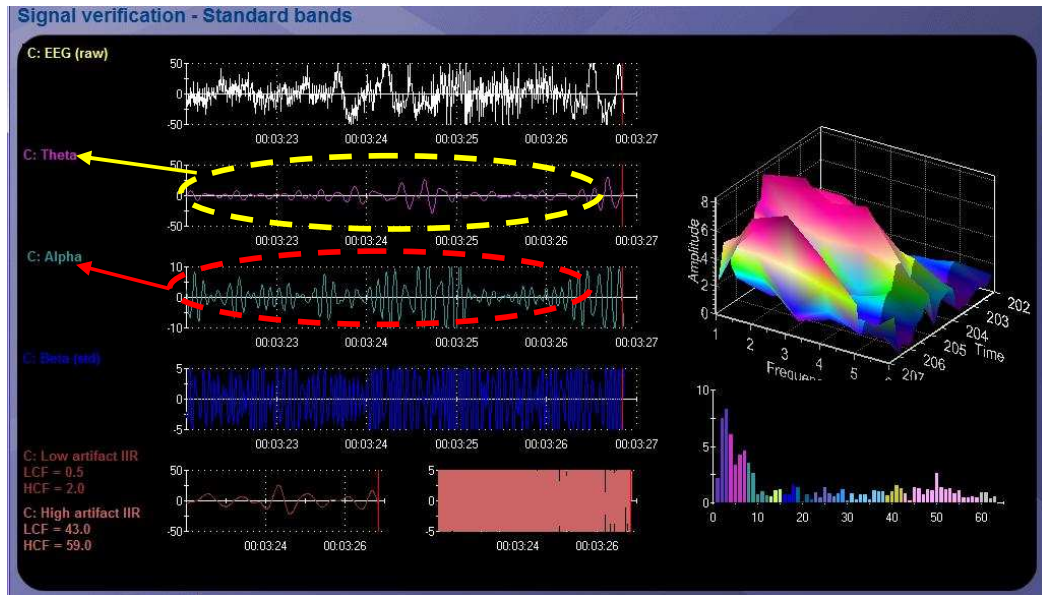 Signal verification - Standard bands
C: EEG (raw)
50
0
-50
00:03:23 00:03:24 00:03:25 00:03:26 00:03:27
C: Theta
50
0
-50
00:03:23 00:03:24 00:03:25 00:03:26 00:03:27
C: Alpha
10
0
-10
00:03:23 00:03:24 00:03:25 00:03:26 00:03:27
C: Beta (std)
5
0
-5
00:03:23 00:03:24 00:03:25 00:03:26 00:03:27
C: Low artifact IIR
LCF = 0.5
HCF = 2.0
C: High artifact IIR
LCF = 43.0
HCF = 59.0
50
0
-50
00:03:24 00:03:26
5
0
-5
00:03:24 00:03:26
Amplitude
8
6
4
2
0
1 2 3 4 5
Frequenc
202
203
204
205 Time
206
207
10
5
0
0 10 20 30 40 50 60